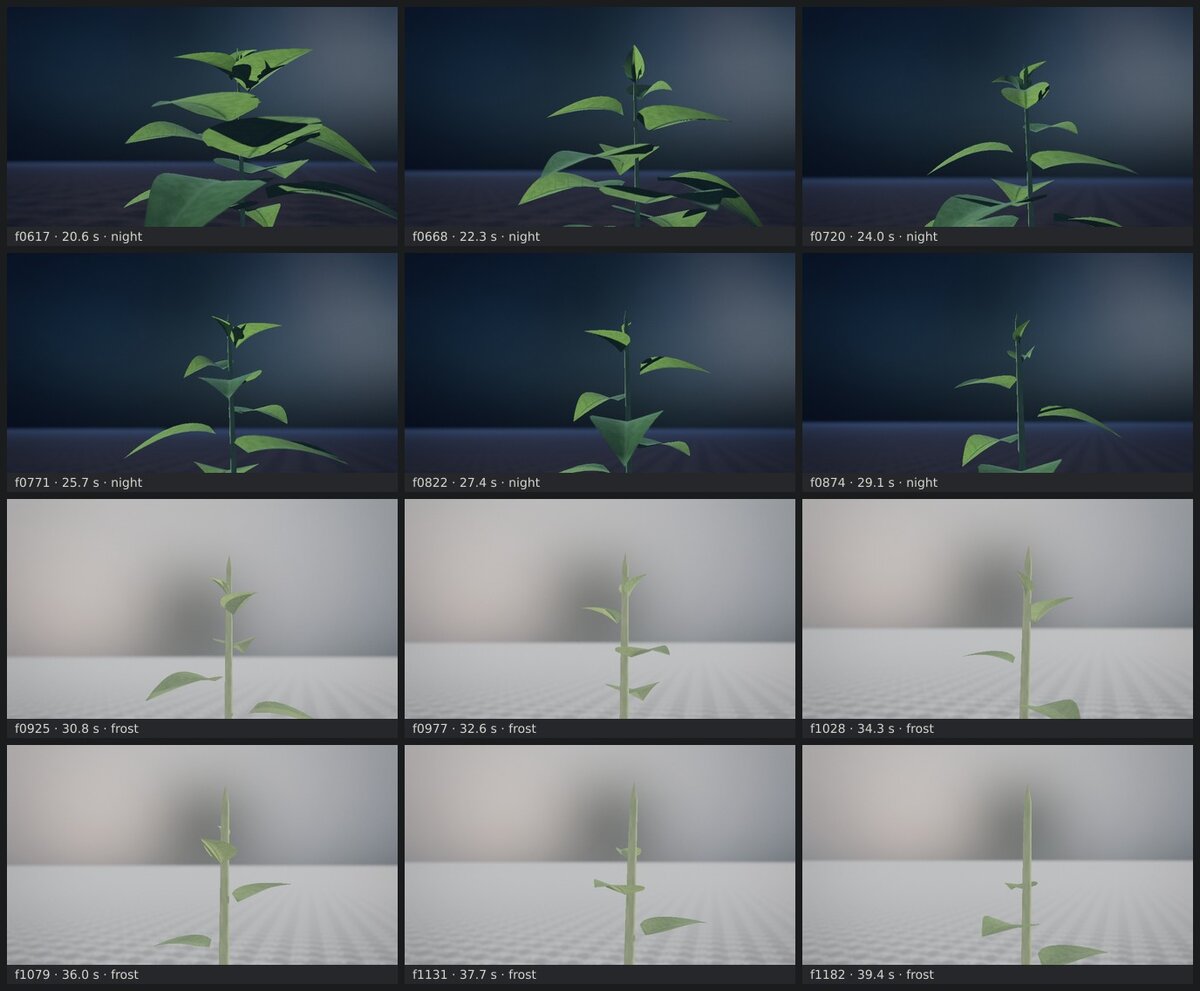 f0617 · 20.6 s · night
f0668 · 22.3 s · night
f0720 · 24.0 s · night
f0771 · 25.7 s · night
f0822 · 27.4 s · night
f0874 · 29.1 s · night
f0925 · 30.8 s · frost
f0977 · 32.6 s · frost
f1028 · 34.3 s · frost
f1079 · 36.0 s · frost
f1131 · 37.7 s · frost
f1182 · 39.4 s · frost